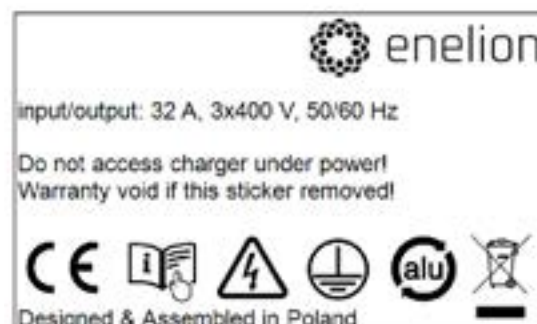 enelion
input/output: 32 A, 3x400 V, 50/60 Hz
Do not access charger under power!
Warranty void if this sticker removed!
CE i alu
Designed & Assembled in Poland